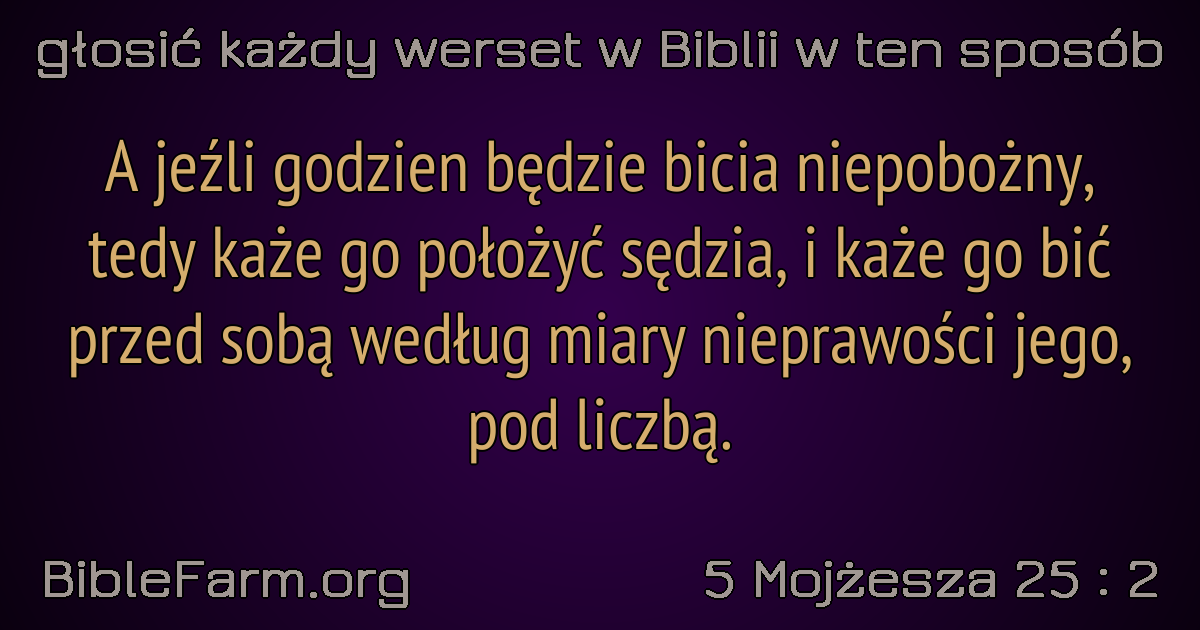 głosić każdy werset w Biblii w ten sposób
A jeźli godzien będzie bicia niepobożny,
tedy każe go położyć sędzia, i każe go bić
przed sobą według miary nieprawości jego,
pod liczbą.
BibleFarm.org
5 Mojżesza 25 : 2